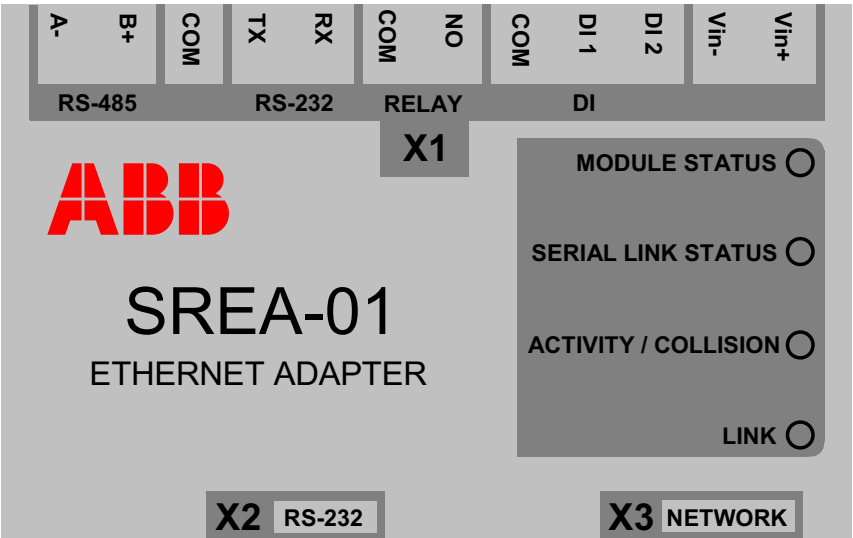 A- B+ COM TX RX COM NO COM DI 1 DI 2 Vin- Vin+
RS-485 RS-232 RELAY DI
X1
ABB
SREA-01
ETHERNET ADAPTER
MODULE STATUS
SERIAL LINK STATUS
ACTIVITY / COLLISION
LINK
X2 RS-232
X3 NETWORK